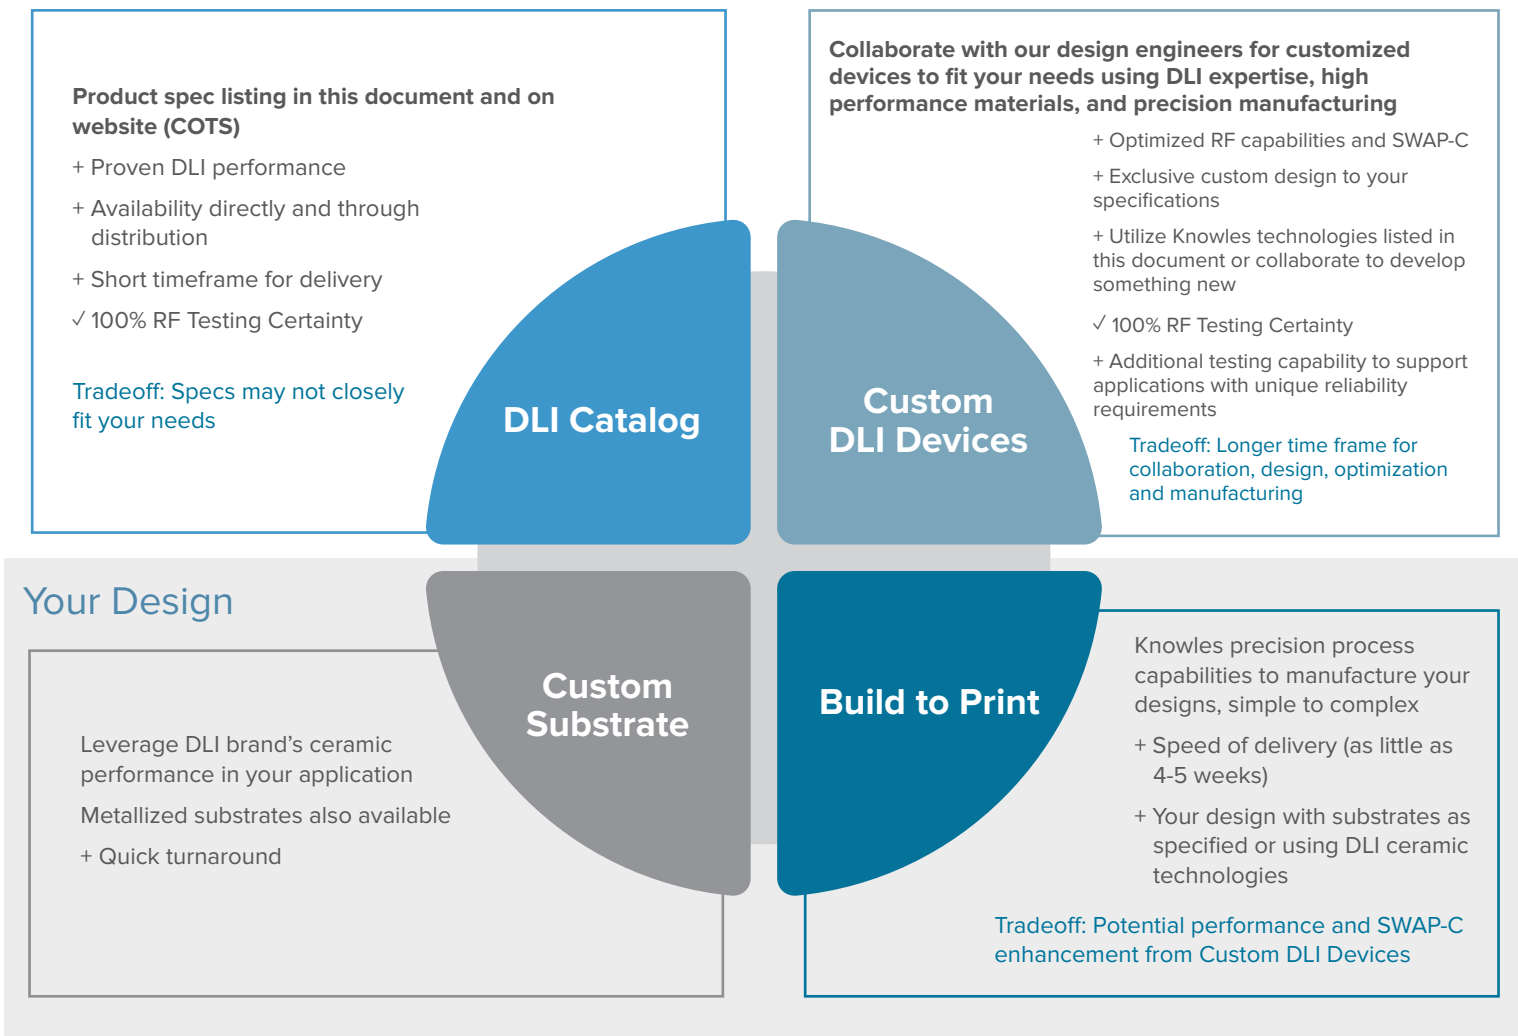 Product spec listing in this document and on
website (COTS)
+ Proven DLI performance
+ Availability directly and through
distribution
+ Short timeframe for delivery
✓ 100% RF Testing Certainty
Tradeoff: Specs may not closely
fit your needs
DLI Catalog
Collaborate with our design engineers for customized
devices to fit your needs using DLI expertise, high
performance materials, and precision manufacturing
+ Optimized RF capabilities and SWAP-C
+ Exclusive custom design to your
specifications
+ Utilize Knowles technologies listed in
this document or collaborate to develop
something new
✓ 100% RF Testing Certainty
+ Additional testing capability to support
applications with unique reliability
requirements
Tradeoff: Longer time frame for
collaboration, design, optimization
and manufacturing
Custom
DLI Devices
Your Design
Leverage DLI brand’s ceramic
performance in your application
Metallized substrates also available
+ Quick turnaround
Custom
Substrate
Build to Print
Knowles precision process
capabilities to manufacture your
designs, simple to complex
+ Speed of delivery (as little as
4-5 weeks)
+ Your design with substrates as
specified or using DLI ceramic
technologies
Tradeoff: Potential performance and SWAP-C
enhancement from Custom DLI Devices